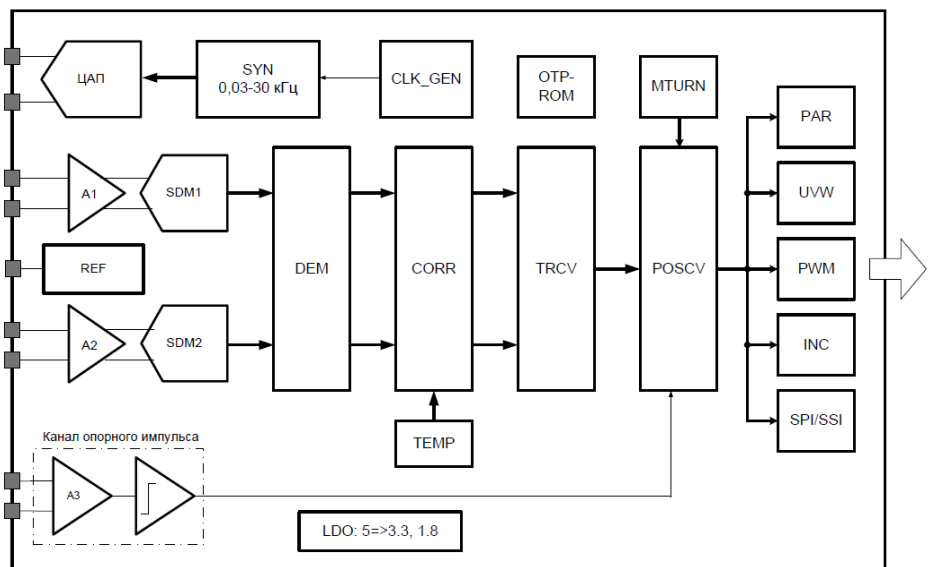 ЦАП
SYN
0,03-30 кГц
CLK_GEN
OTP-
ROM
MTURN
PAR
A1
SDM1
UVW
REF
DEM
CORR
TRCV
POSCV
PWM
A2
SDM2
INC
Канал опорного импульса
TEMP
SPI/SSI
A3
LDO: 5=>3.3, 1.8